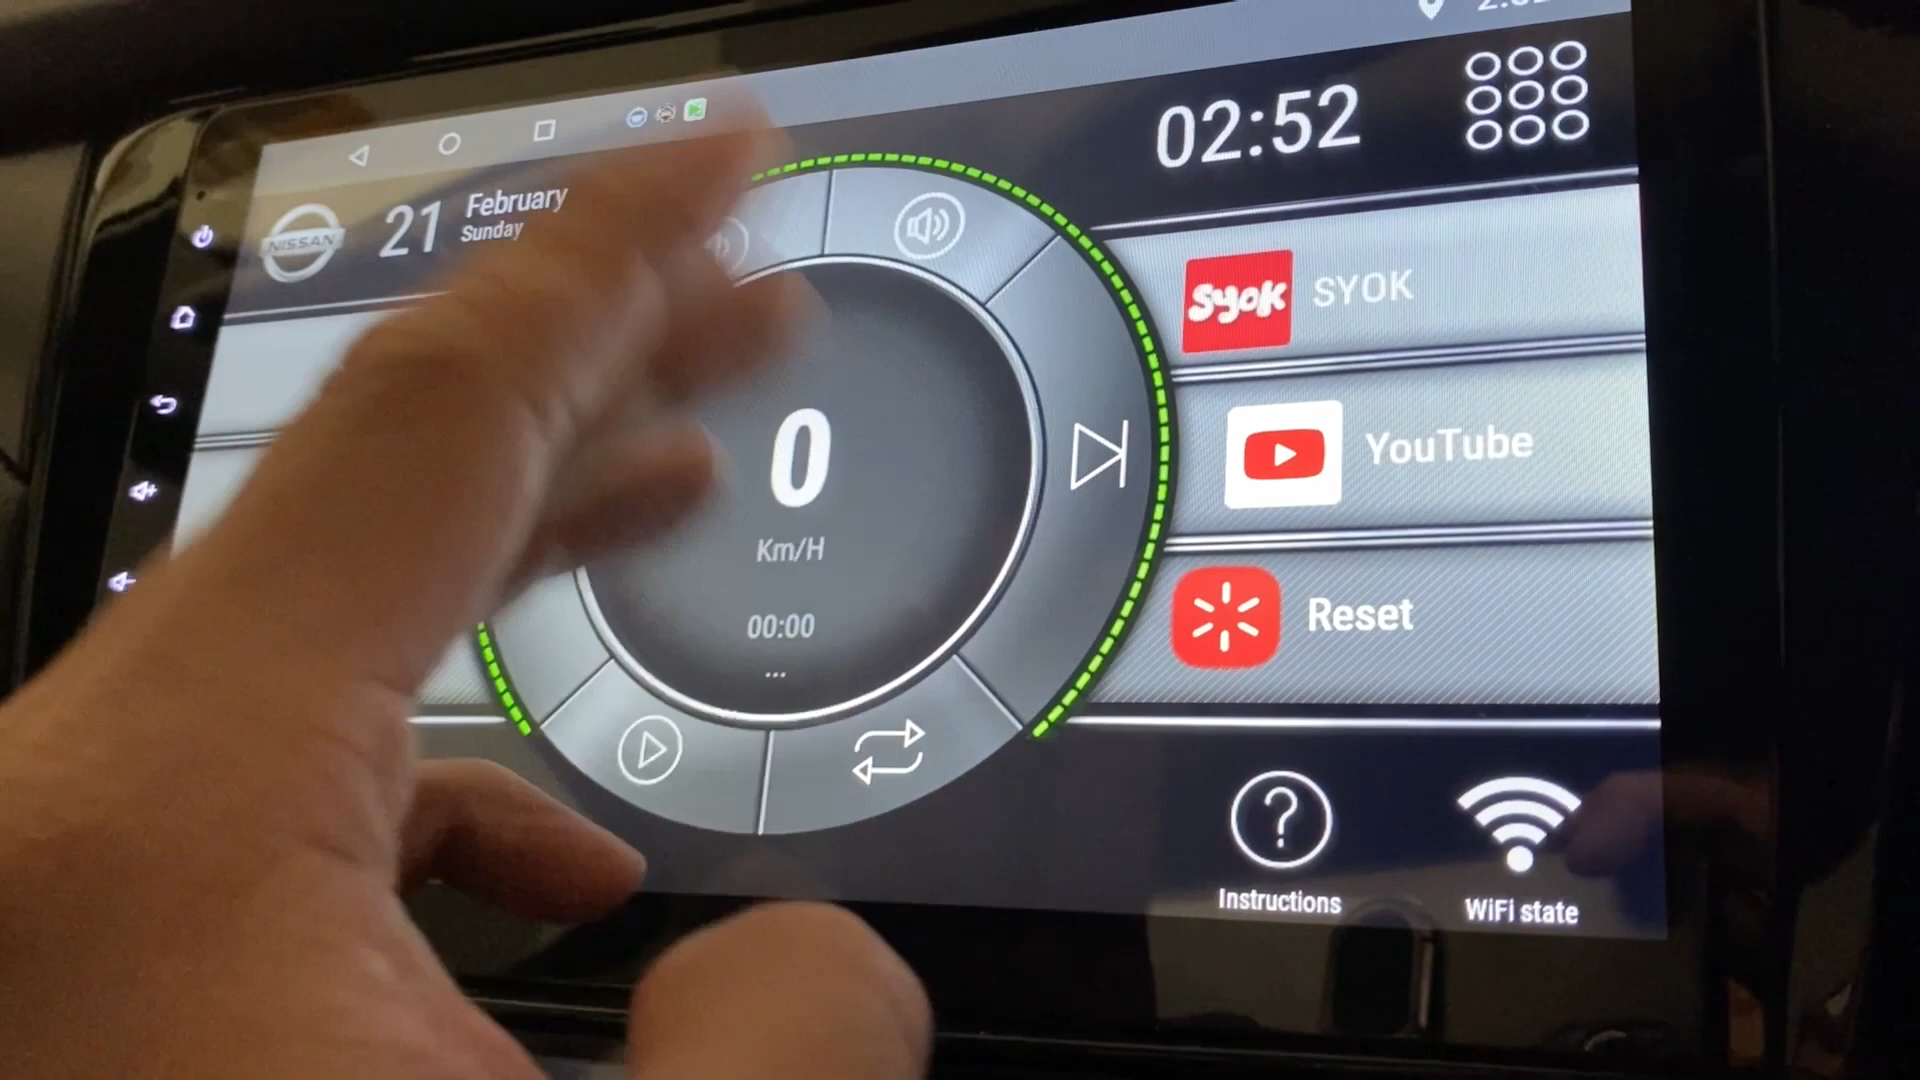 02:52
NISSAN
21
February
Sunday
syok SYOK
0
Km/H
YouTube
00:00
...
Reset
Instructions
WiFi state